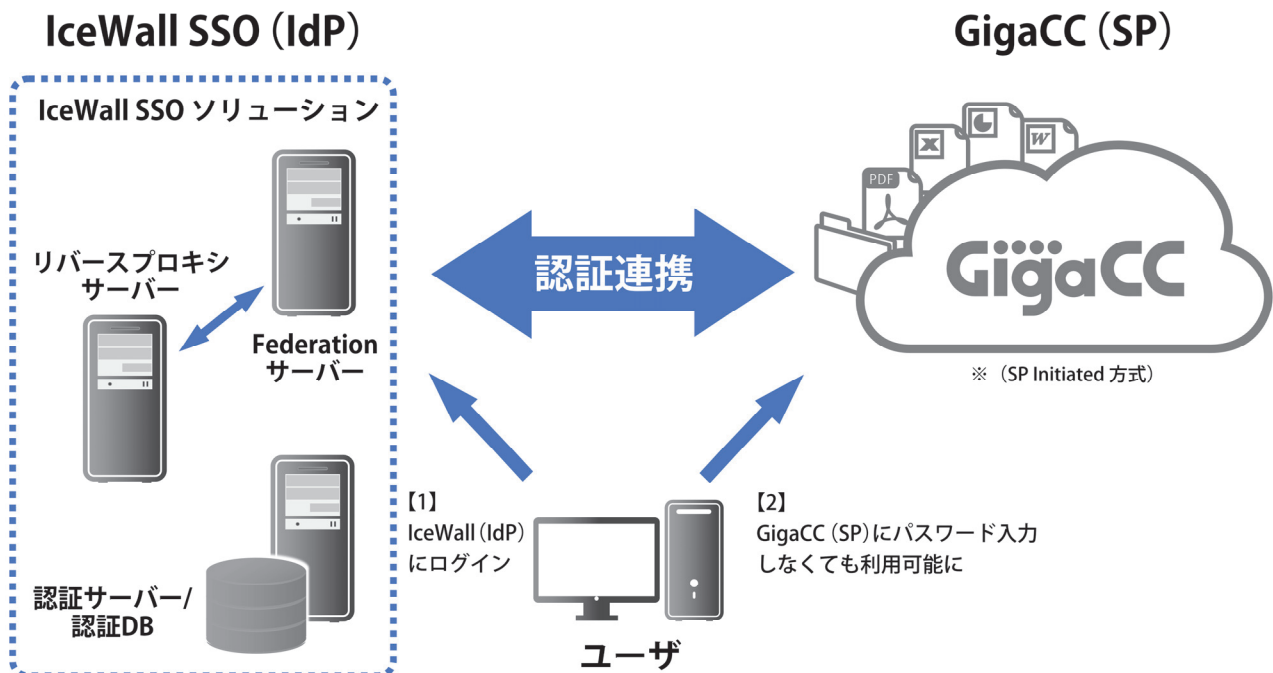 IceWall SSO（IdP）
GigaCC（SP）
IceWall SSO ソリューション
リバースプロキシ
サーバー
Federation
サーバー
認証サーバー/
認証DB
認証連携
PDF
X
W
GigaCC
※（SP Initiated 方式）
【1】
IceWall（IdP）
にログイン
【2】
GigaCC（SP）にパスワード入力
しなくても利用可能に
ユーザ